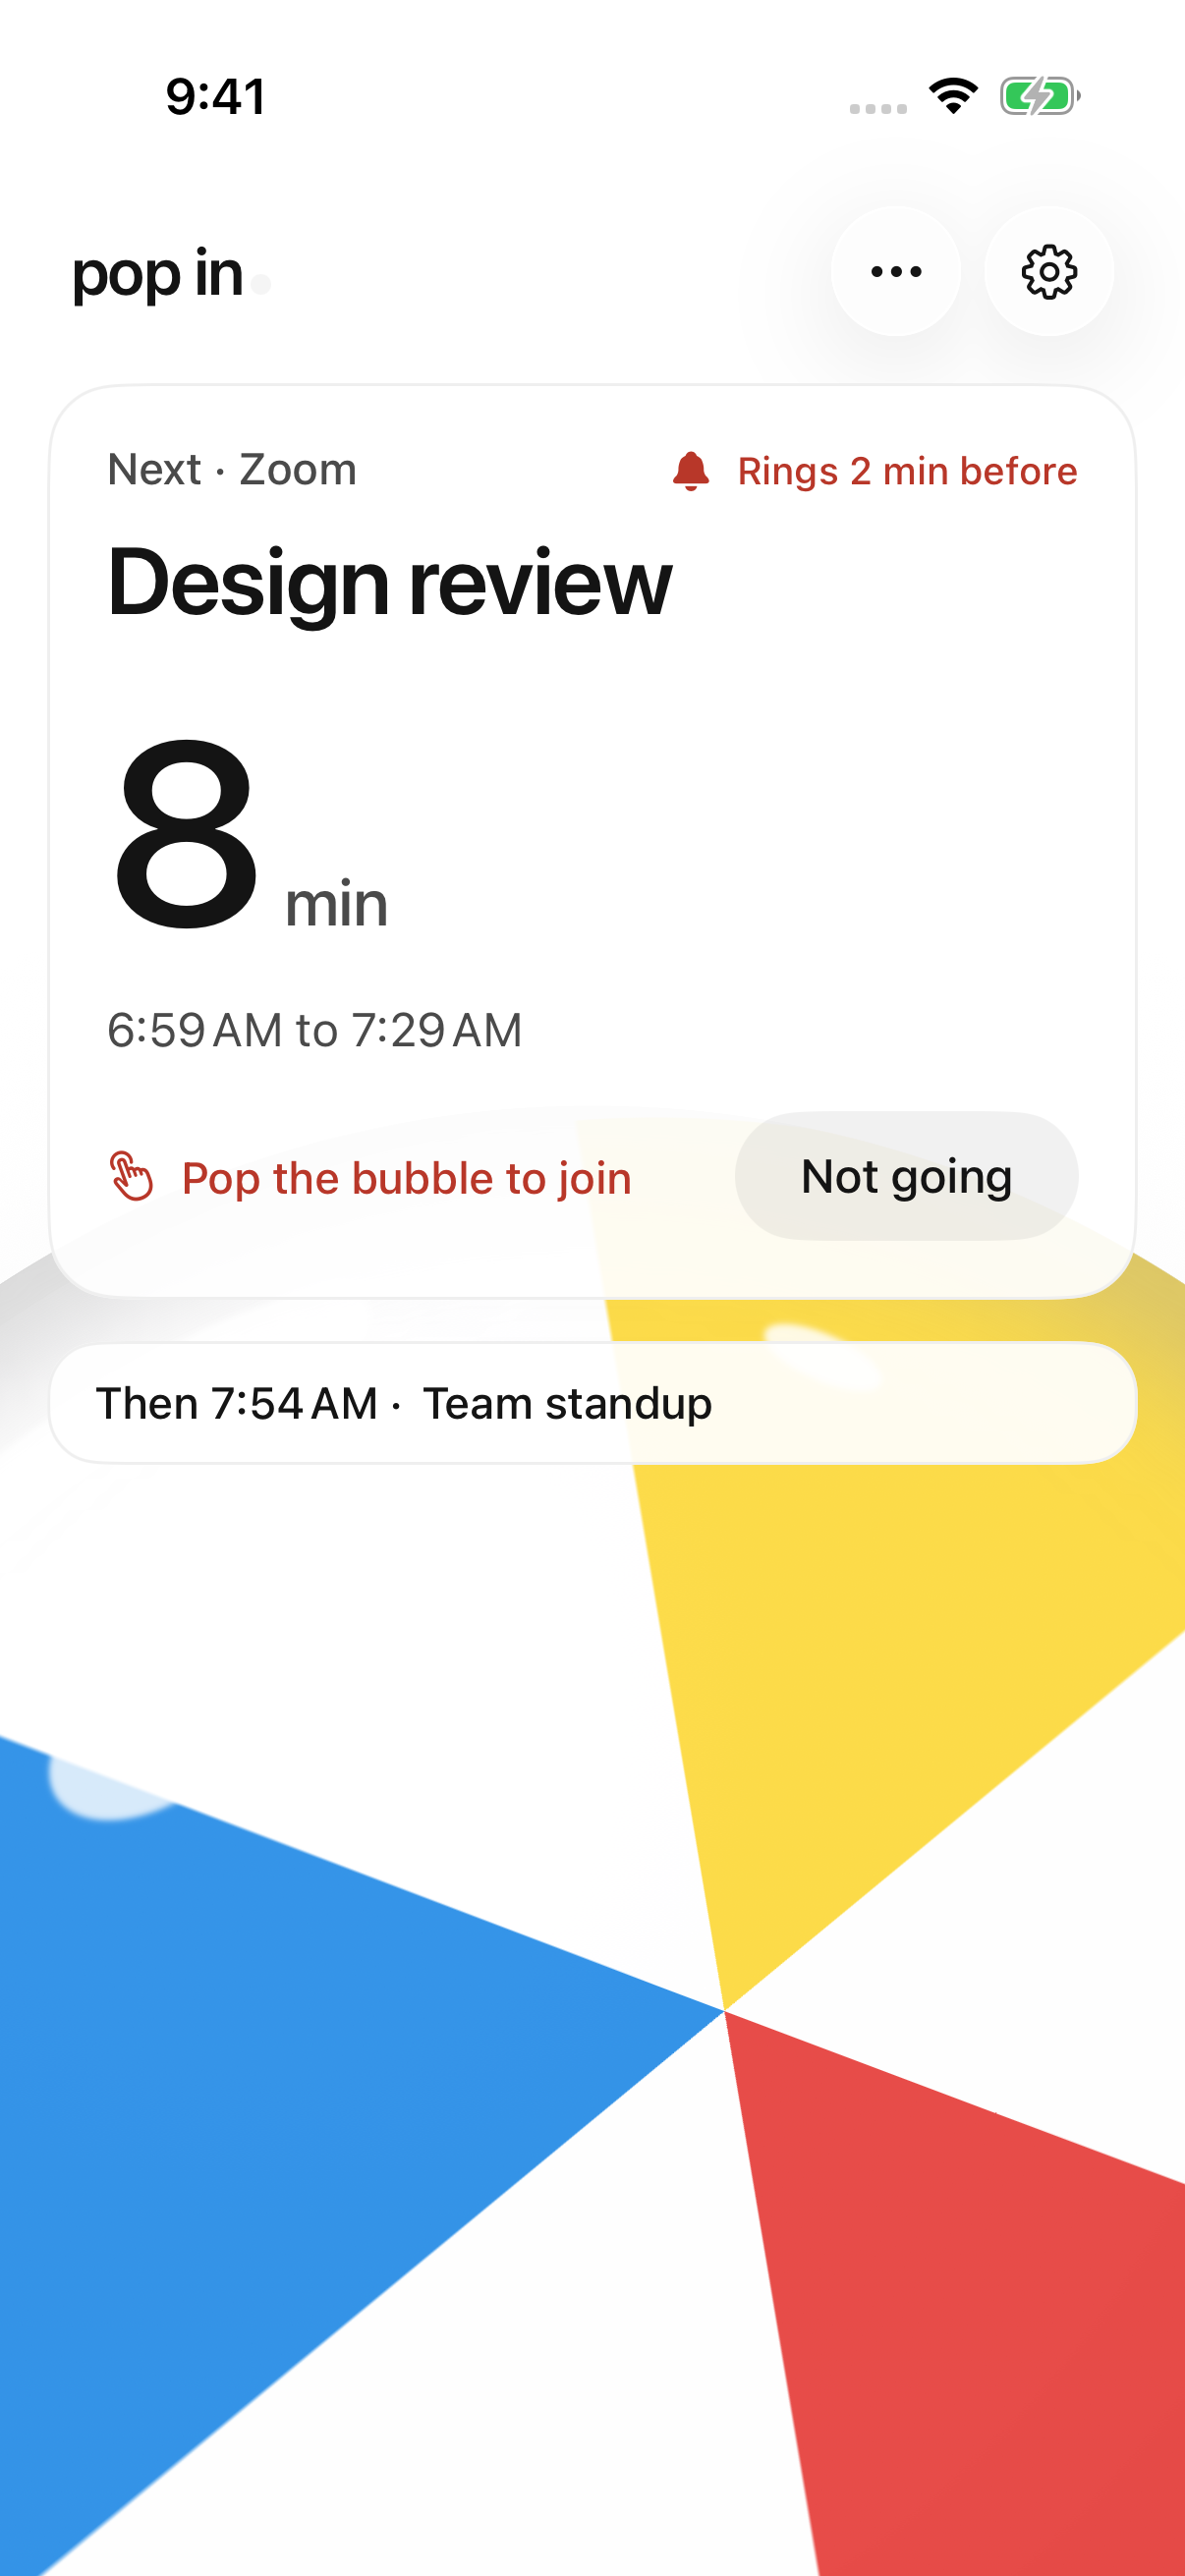 9:41
pop in
Next · Zoom
Rings 2 min before
Design review
8 min
6:59 AM to 7:29 AM
Pop the bubble to join
Not going
Then 7:54 AM · Team standup